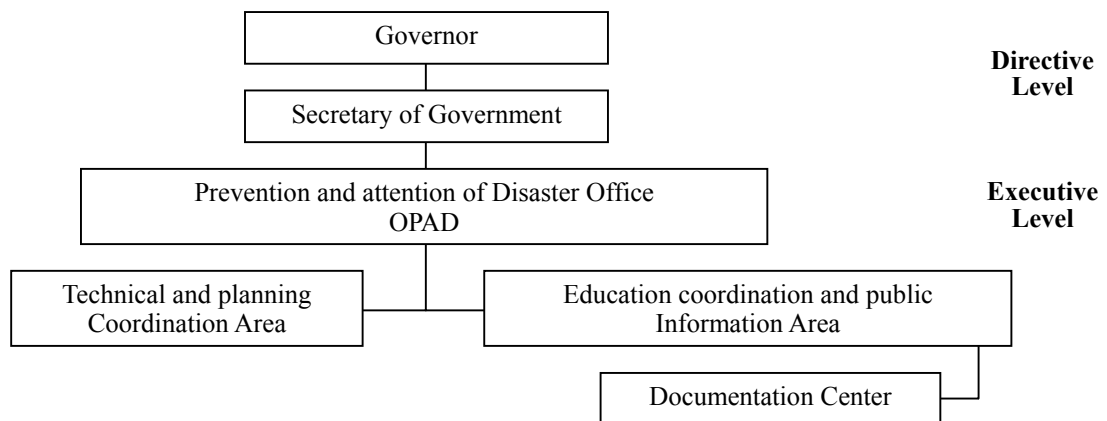 Governor
Directive
Level
Secretary of Government
Prevention and attention of Disaster Office
OPAD
Executive
Level
Technical and planning
Coordination Area
Education coordination and public
Information Area
Documentation Center